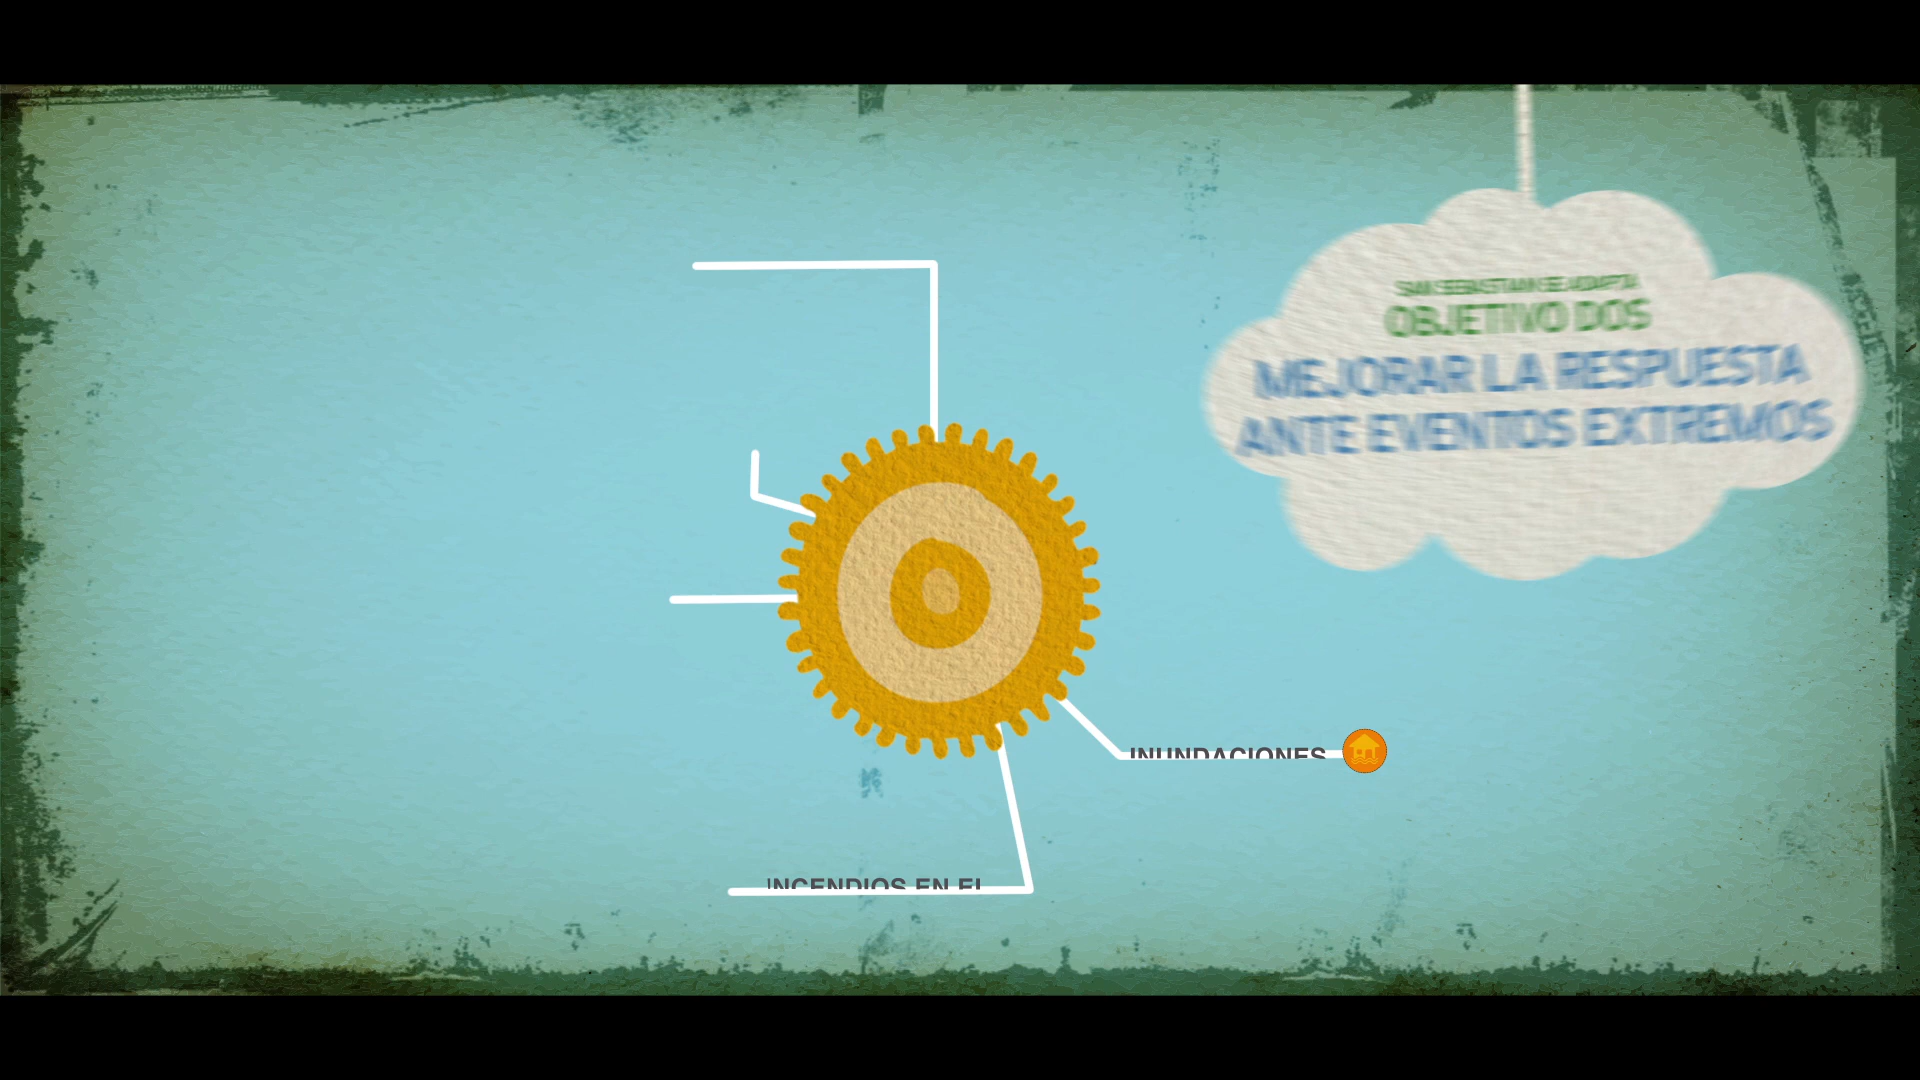 SAN SEBASTIAN SE ADAPTA
OBJETIVO DOS
MEJORAR LA RESPUESTA
ANTE EVENTOS EXTREMOS
INUNDACIONES
INCENDIOS EN EL